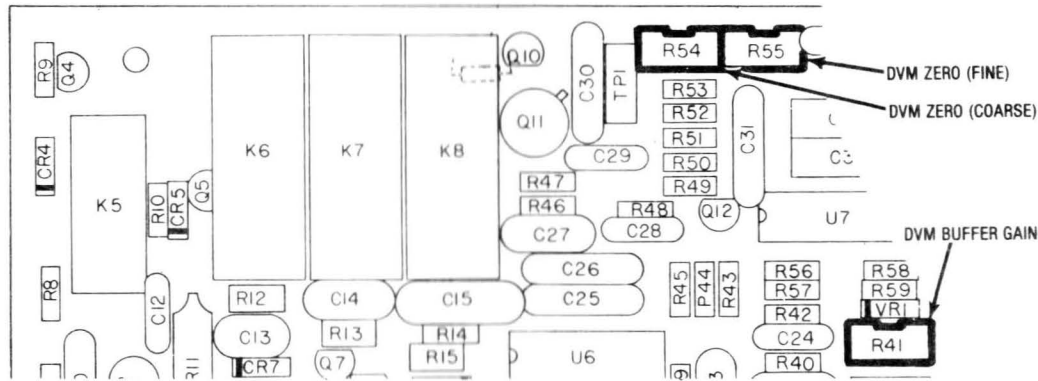 R54
R55
DVM ZERO (FINE)
DVM ZERO (COARSE)
R9
Q4
Q10
C30
TP1
R53
R52
R51
R50
R49
C31
K6
K7
K8
Q11
C29
CR4
K5
R10
CR5
Q5
R47
R46
C27
R48
C28
Q12
U7
DVM BUFFER GAIN
C26
C25
R45
P44
R43
R56
R57
R58
R59
VR1
R8
C12
R12
C14
C15
R42
C24
R41
R40
C13
R13
R14
R15
U6
R11
CR7
Q7